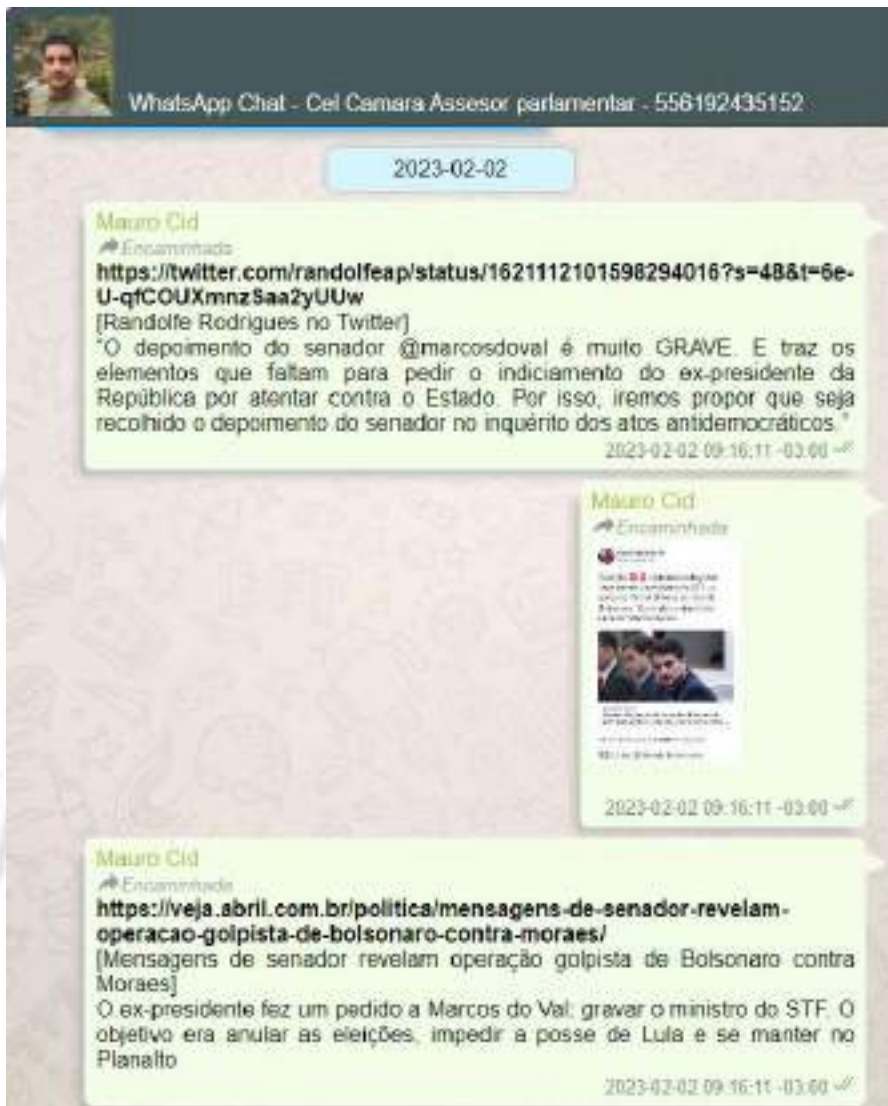 WhatsApp Chat - Cel Camara Assesor parlamentar - 556192435152
2023-02-02
Mauro Cid
Encaminhada
https://twitter.com/randolfeap/status/1621112101598294016?s=48&t=6e-
U-qfCOUXmnzSaa2yUUw
[Randolfe Rodrigues no Twitter]
"O depoimento do senador @marcosdoval é muito GRAVE. E traz os
elementos que faltam para pedir o indiciamento do ex-presidente da
República por atentar contra o Estado. Por isso, iremos propor que seja
recolhido o depoimento do senador no inquérito dos atos antidemocráticos."
2023-02-02 09:16:11 -03:00
Mauro Cid
Encaminhada
2023-02-02 09:16:11 -03:00
Mauro Cid
Encaminhada
https://veja.abril.com.br/politica/mensagens-de-senador-revelam-
operacao-golpista-de-bolsonaro-contra-moraes/
[Mensagens de senador revelam operação golpista de Bolsonaro contra
Moraes]
O ex-presidente fez um pedido a Marcos do Val: gravar o ministro do STF. O
objetivo era anular as eleições, impedir a posse de Lula e se manter no
Planalto
2023-02-02 09:16:11 -03:00